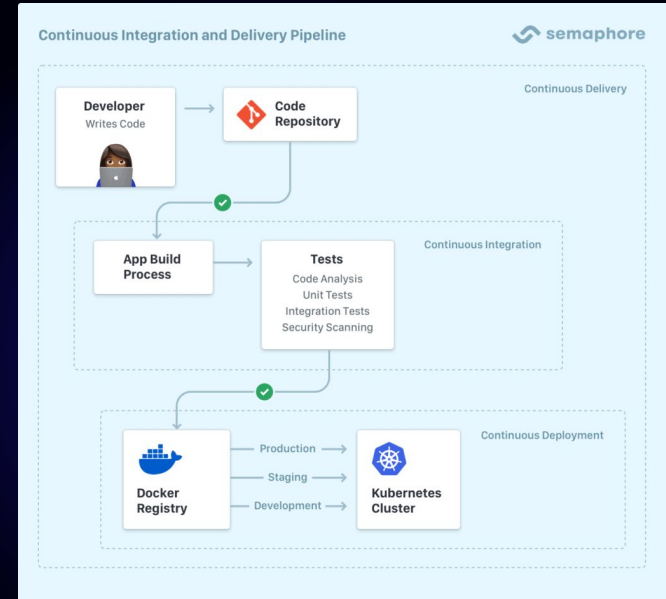 Continuous Integration and Delivery Pipeline
semaphore
Continuous Delivery
Developer
Writes Code
Code
Repository
Continuous Integration
App Build
Process
Tests
Code Analysis
Unit Tests
Integration Tests
Security Scanning
Continuous Deployment
Docker
Registry
Production
Staging
Development
Kubernetes
Cluster